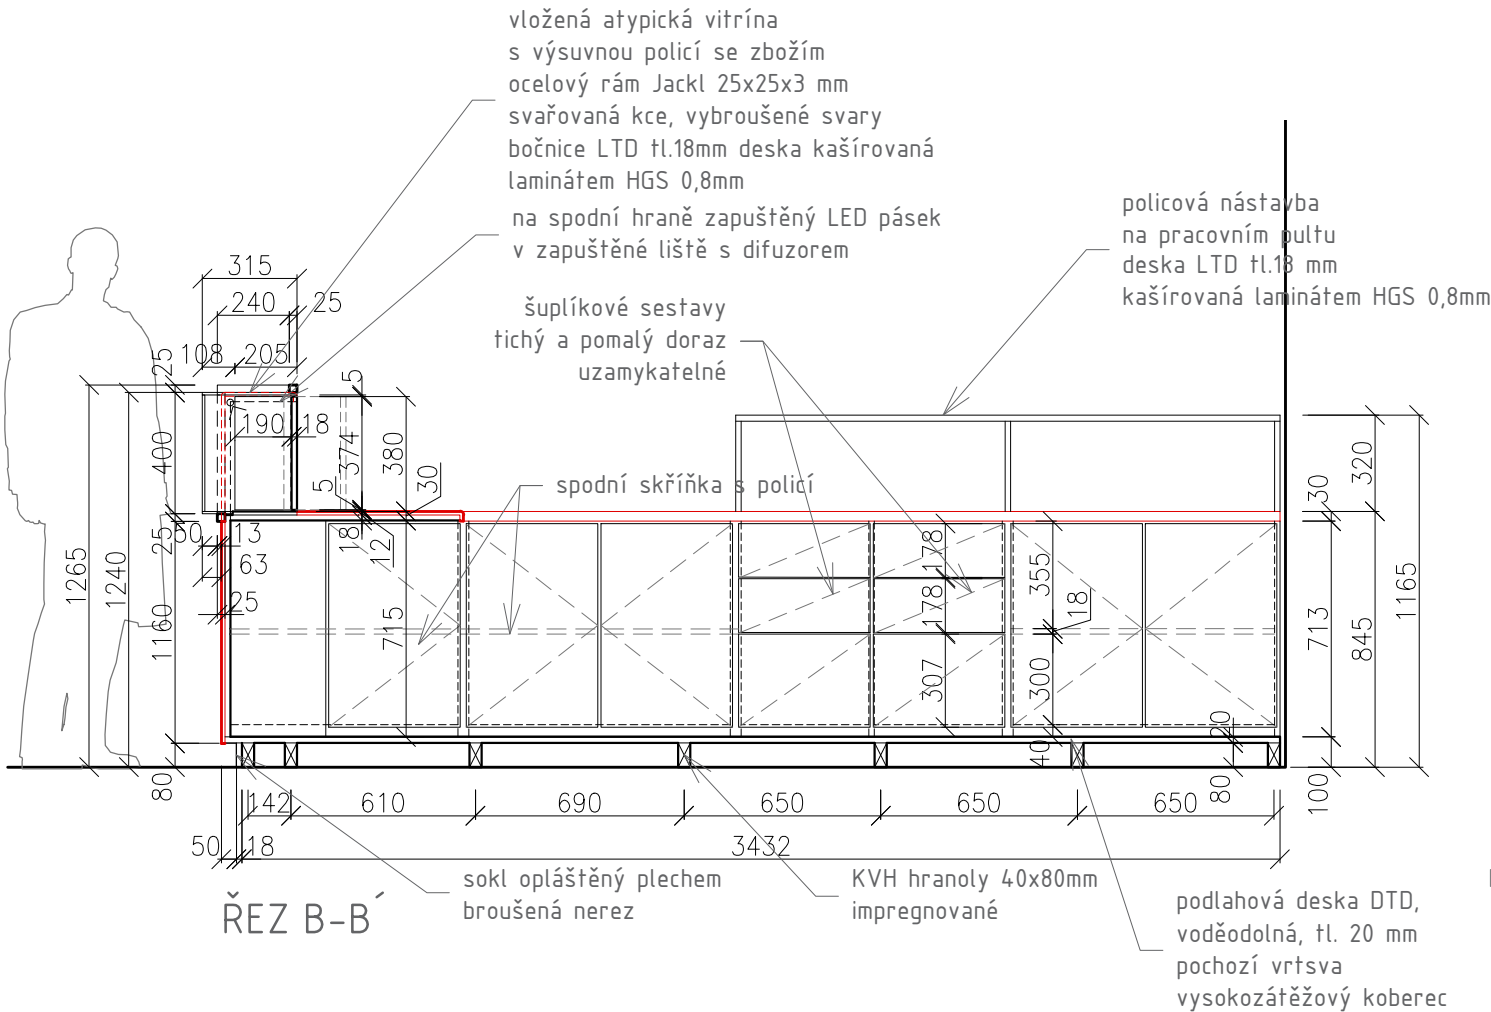 vložená atypická vitrína
s výsuvnou policí se zbožím
ocelový rám Jackl 25x25x3 mm
svařovaná kce, vybroušené svary
bočnice LTD tl.18mm deska kašírovaná
laminátem HGS 0,8mm
na spodní hraně zapuštěný LED pásek
v zapuštěné liště s difuzorem
policová nástavba
na pracovním pultu
deska LTD tl.18 mm
kašírovaná laminátem HGS 0,8mm
šuplíkové sestavy
tichý a pomalý doraz
uzamykatelné
spodní skříňka s policí
315
240
25
108
205
190
18
25
400
25
1160
80
1265
1240
5
374
5
380
30
18
12
715
50
13
63
25
178
178
307
355
18
300
40
20
80
30
713
100
320
845
1165
142
610
690
650
650
650
50
18
3432
sokl opláštěný plechem
broušená nerez
KVH hranoly 40x80mm
impregnované
podlahová deska DTD,
voděodolná, tl. 20 mm
pochozí vrtsva
vysokozátěžový koberec
ŘEZ B-B´